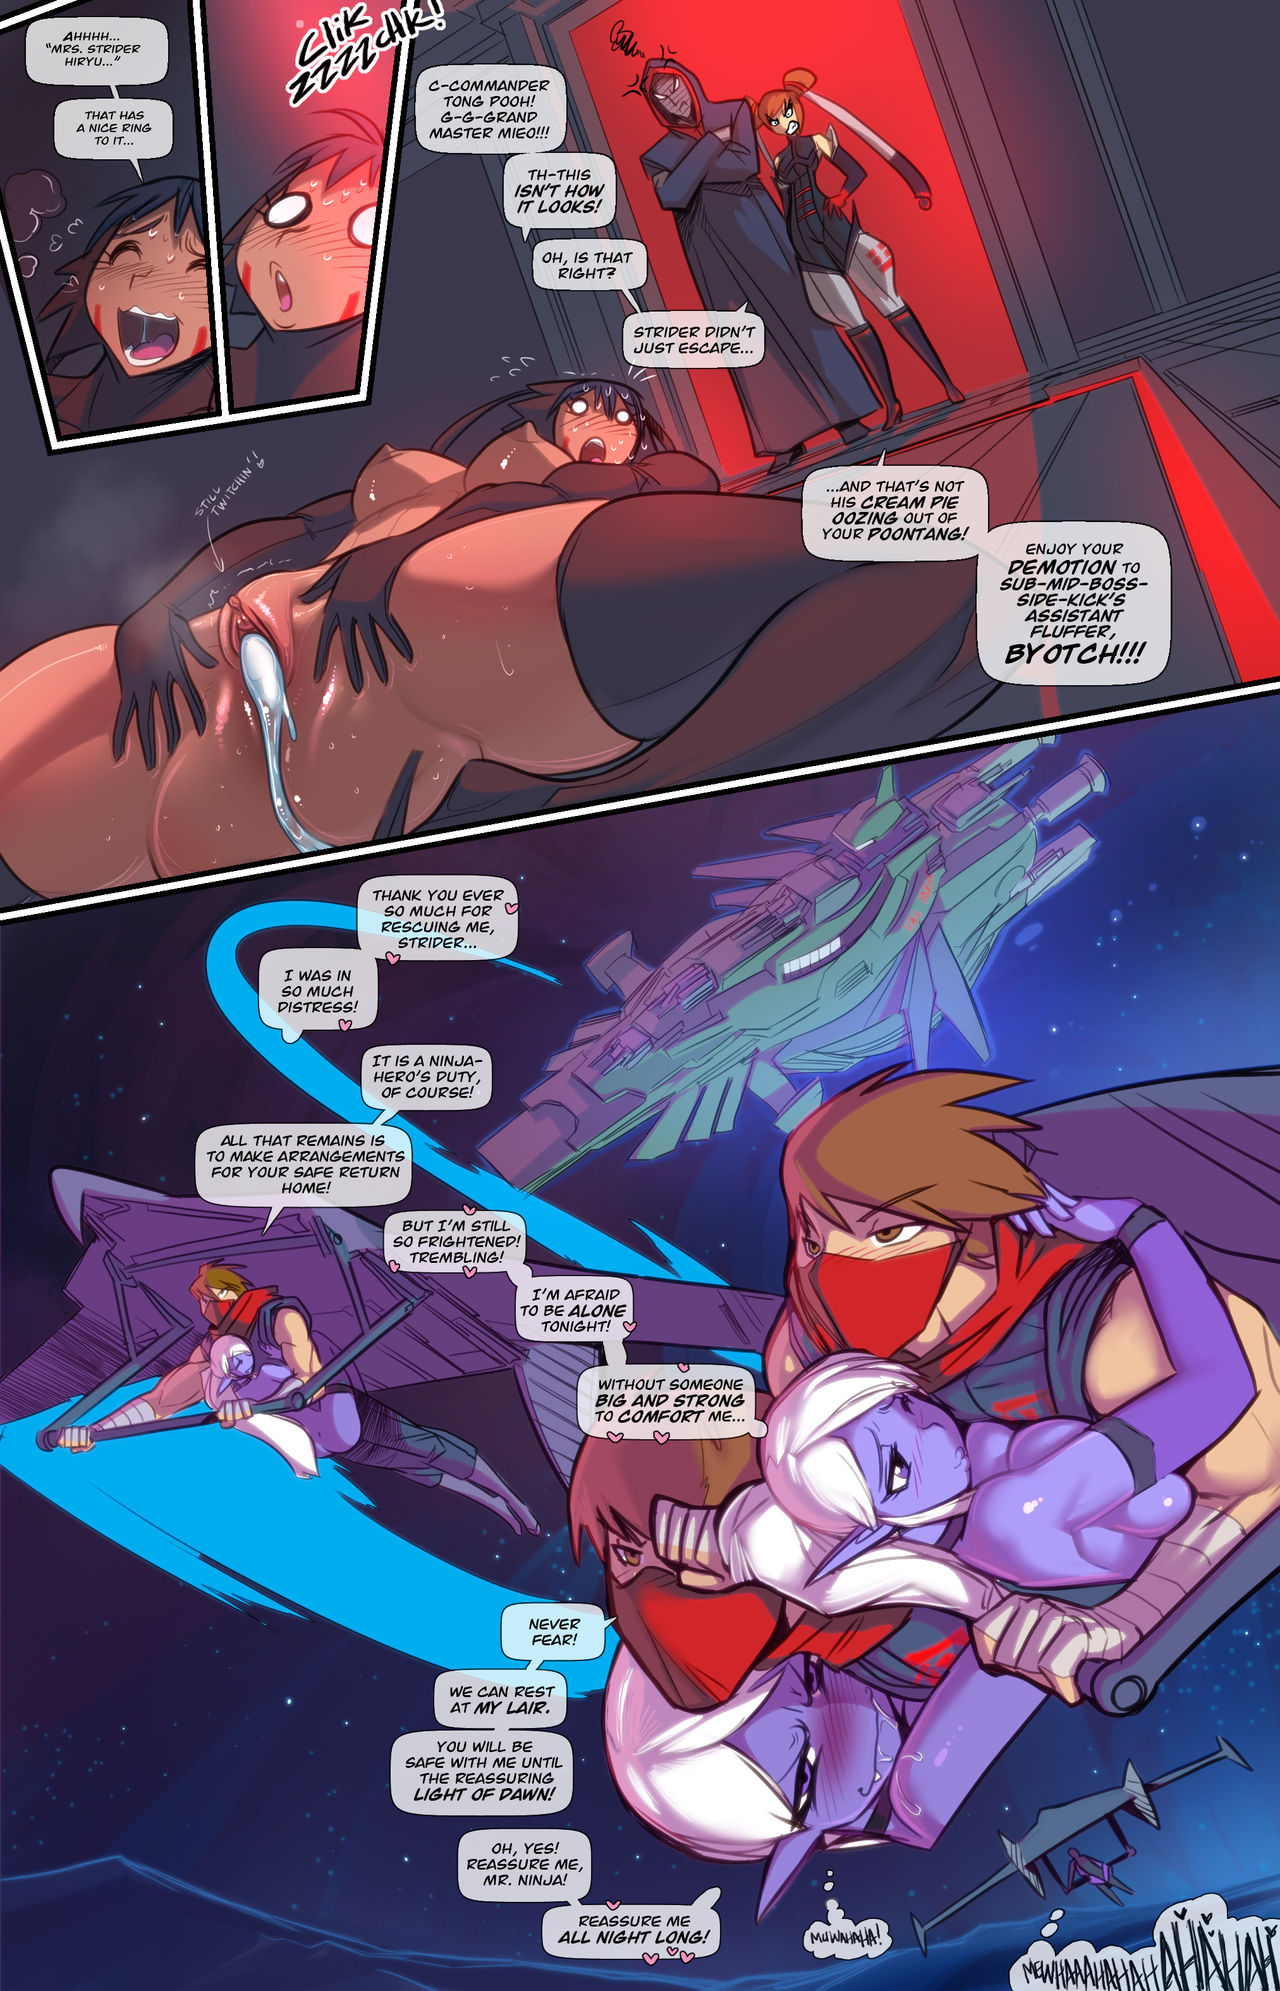 AHHHH...
"MRS. STRIDER
HIRYU..."
THAT HAS
A NICE RING
TO IT...
CLIK
ZZZZCHK!
C-COMMANDER
TONG POOH!
G-G-GRAND
MASTER MIEO!!!
TH-THIS
ISN'T HOW
IT LOOKS!
OH, IS THAT
RIGHT?
STRIDER DIDN'T
JUST ESCAPE...
STILL
TWITCHIN'!
...AND THAT'S NOT
HIS CREAM PIE
OOZING OUT OF
YOUR POONTANG!
ENJOY YOUR
DEMOTION TO
SUB-MID-BOSS-
SIDE-KICK'S
ASSISTANT
FLUFFER,
BYOTCH!!!
THANK YOU EVER
SO MUCH FOR
RESCUING ME,
STRIDER...
I WAS IN
SO MUCH
DISTRESS!
IT IS A NINJA-
HERO'S DUTY,
OF COURSE!
ALL THAT REMAINS IS
TO MAKE ARRANGEMENTS
FOR YOUR SAFE RETURN
HOME!
BUT I'M STILL
SO FRIGHTENED!
TREMBLING!
I'M AFRAID
TO BE ALONE
TONIGHT!
WITHOUT SOMEONE
BIG AND STRONG
TO COMFORT ME...
NEVER
FEAR!
WE CAN REST
AT MY LAIR.
YOU WILL BE
SAFE WITH ME UNTIL
THE REASSURING
LIGHT OF DAWN!
OH, YES!
REASSURE ME,
MR. NINJA!
REASSURE ME
ALL NIGHT LONG!
MUWAHAHA!
MEWHAAAHAHAHAHAHAHAH